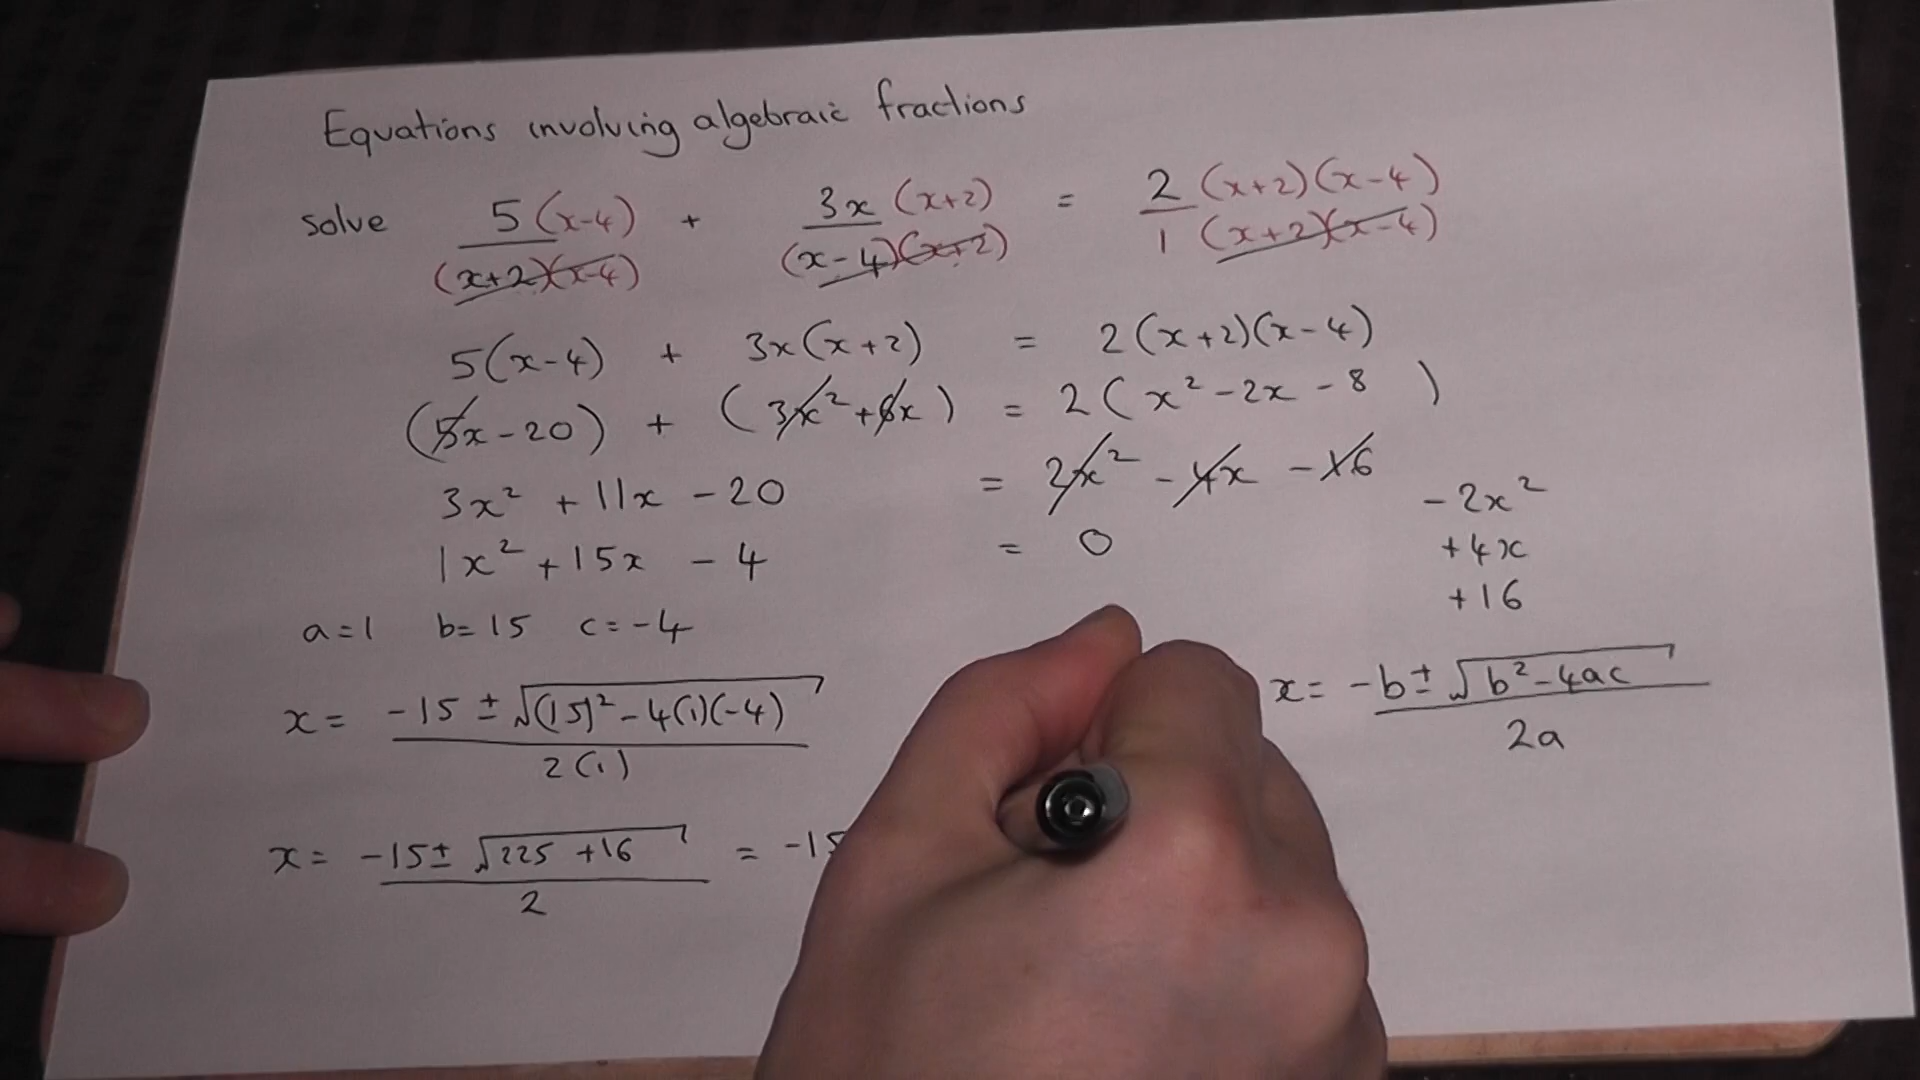 Equations involving algebraic fractions
solve 5(x-4) + 3x(x+2) = 2(x+2)(x-4)
(x+2)(x-4) (x-4)(x+2) 1(x+2)(x-4)
5(x-4) + 3x(x+2) = 2(x+2)(x-4)
(5x-20) + (3x²+6x) = 2(x²-2x-8)
3x² + 11x - 20 = 2x² - 4x - 16
-2x²
1x² + 15x - 4 = 0
+4x
+16
a=1 b=15 c=-4
x= -15 ± √(15)² - 4(1)(-4)
2(1)
x= -b ± √b²-4ac
2a
x= -15 ± √225 +16 = -15
2